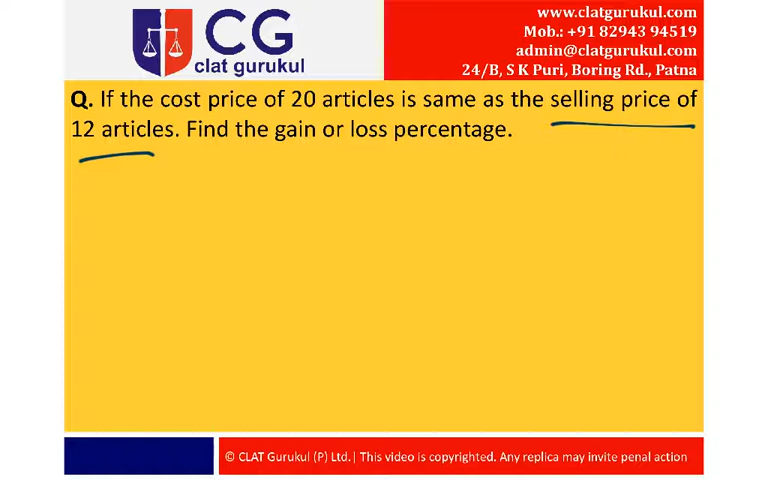 CG
clat gurukul
www.clatgurukul.com
Mob.: +91 82943 94519
admin@clatgurukul.com
24/B, S K Puri, Boring Rd., Patna
Q. If the cost price of 20 articles is same as the selling price of
12 articles. Find the gain or loss percentage.
© CLAT Gurukul (P) Ltd.| This video is copyrighted. Any replica may invite penal action